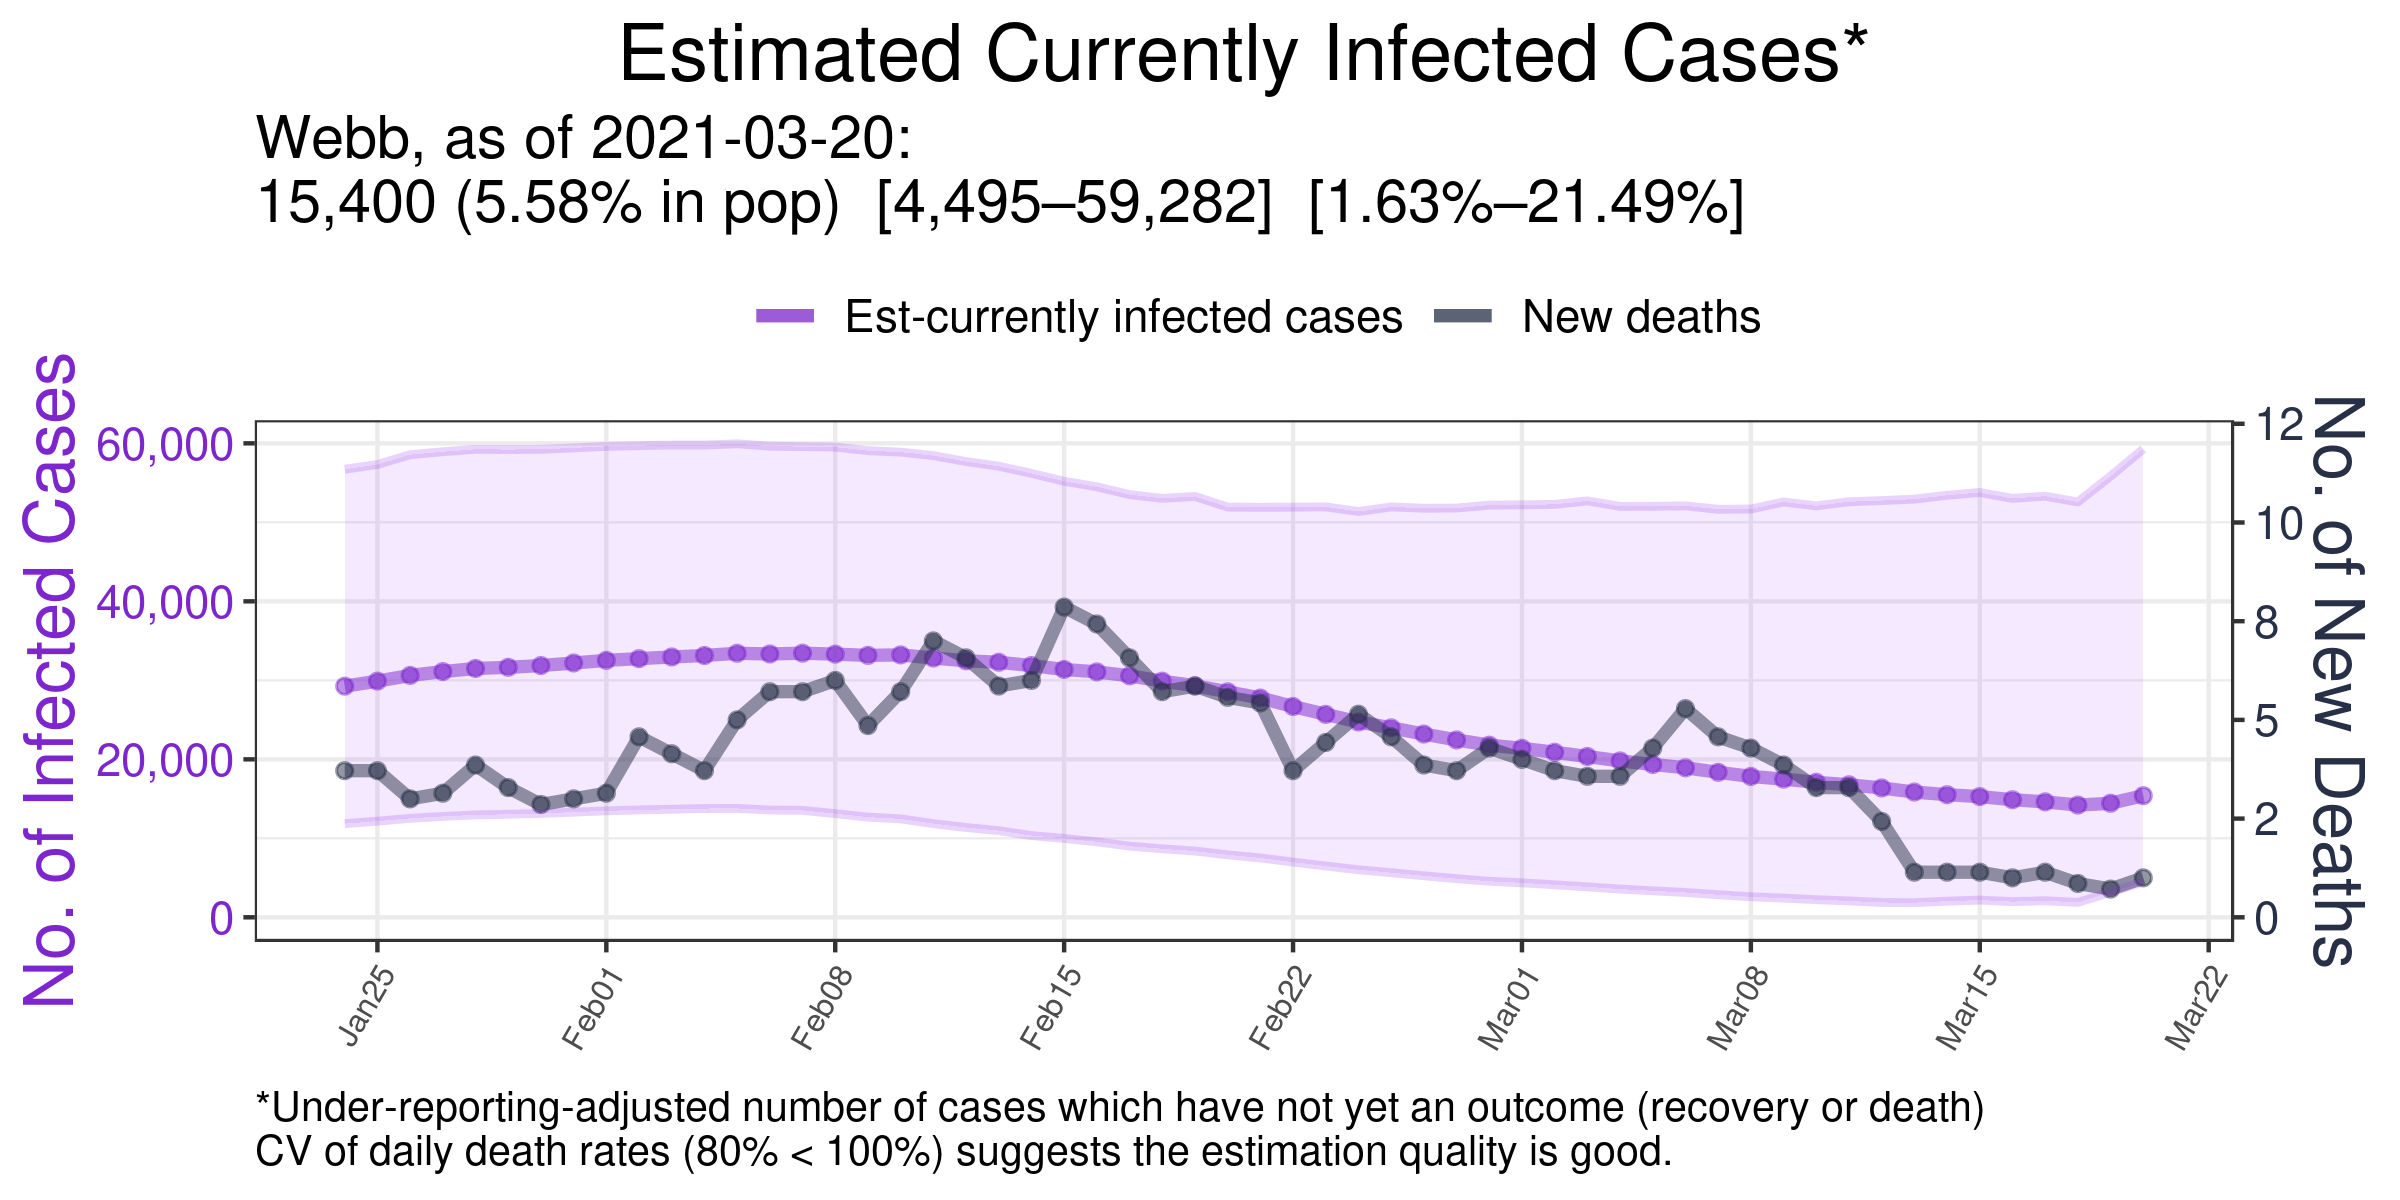 Estimated Currently Infected Cases*
Webb, as of 2021-03-20:
15,400 (5.58% in pop) [4,495–59,282] [1.63%–21.49%]
Est-currently infected cases
New deaths
No. of Infected Cases
60,000
40,000
20,000
0
12
10
8
5
2
0
No. of New Deaths
Jan25
Feb01
Feb08
Feb15
Feb22
Mar01
Mar08
Mar15
Mar22
*Under-reporting-adjusted number of cases which have not yet an outcome (recovery or death)
CV of daily death rates (80% < 100%) suggests the estimation quality is good.